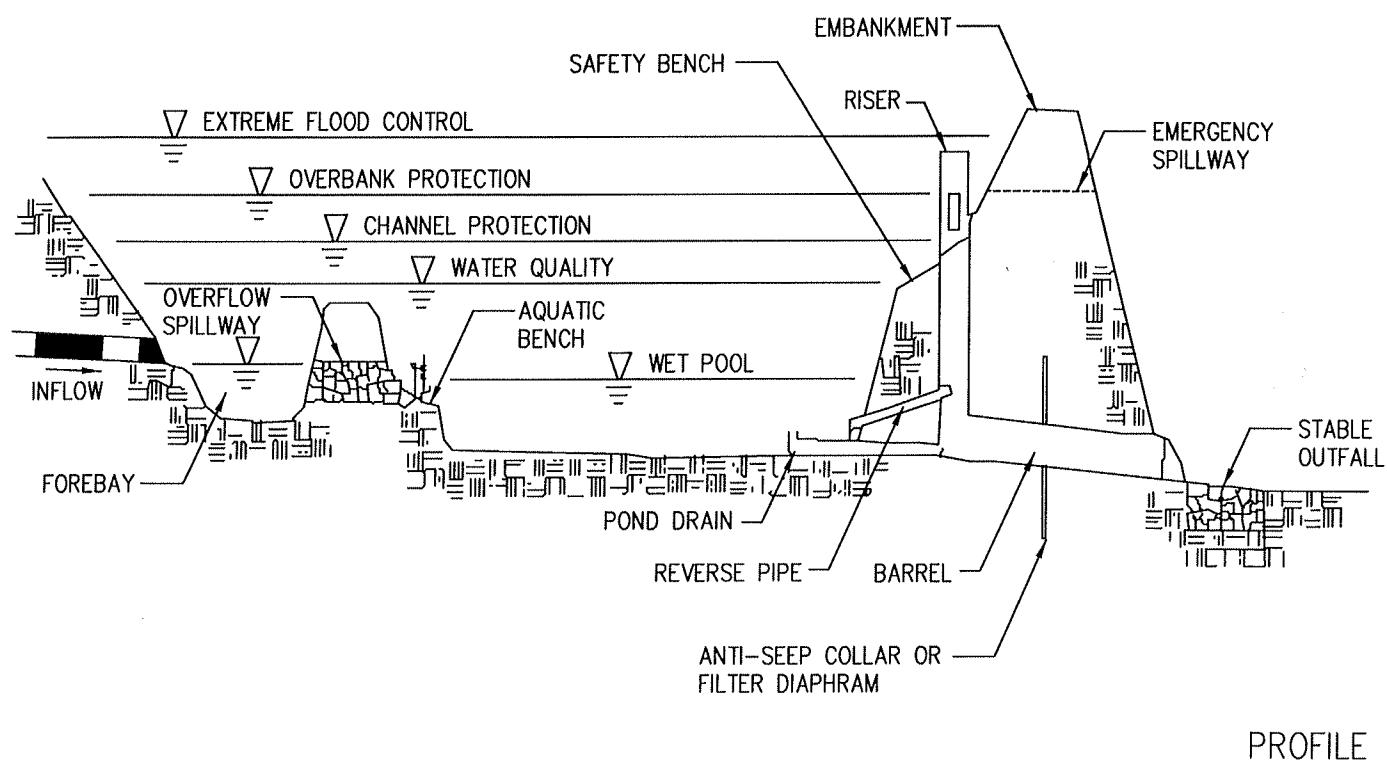 EMBANKMENT
SAFETY BENCH
RISER
EXTREME FLOOD CONTROL
EMERGENCY
SPILLWAY
OVERBANK PROTECTION
CHANNEL PROTECTION
WATER QUALITY
OVERFLOW
SPILLWAY
AQUATIC
BENCH
WET POOL
INFLOW
FOREBAY
STABLE
OUTFALL
POND DRAIN
REVERSE PIPE
BARREL
ANTI-SEEP COLLAR OR
FILTER DIAPHRAM
PROFILE